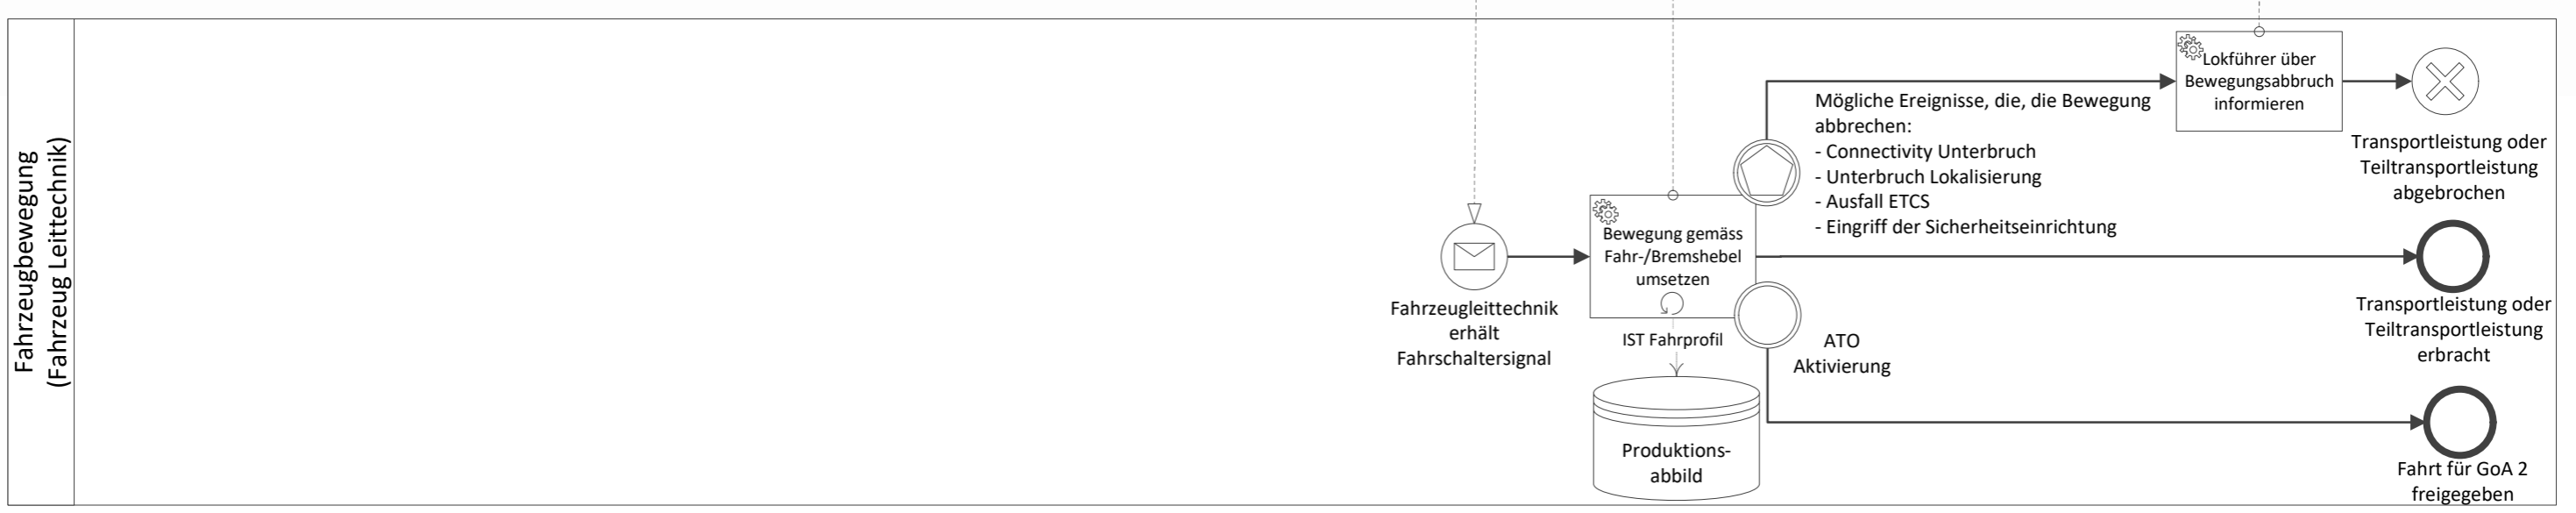 Fahrzeugbewegung
(Fahrzeug Leittechnik)
Fahrzeugleittechnik
erhält
Fahrschaltersignal
Bewegung gemäss
Fahr-/Bremshebel
umsetzen
IST Fahrprofil
Produktions-
abbild
Mögliche Ereignisse, die, die Bewegung
abbrechen:
- Connectivity Unterbruch
- Unterbruch Lokalisierung
- Ausfall ETCS
- Eingriff der Sicherheitseinrichtung
ATO
Aktivierung
Lokführer über
Bewegungsabbruch
informieren
Transportleistung oder
Teiltransportleistung
abgebrochen
Transportleistung oder
Teiltransportleistung
erbracht
Fahrt für GoA 2
freigegeben